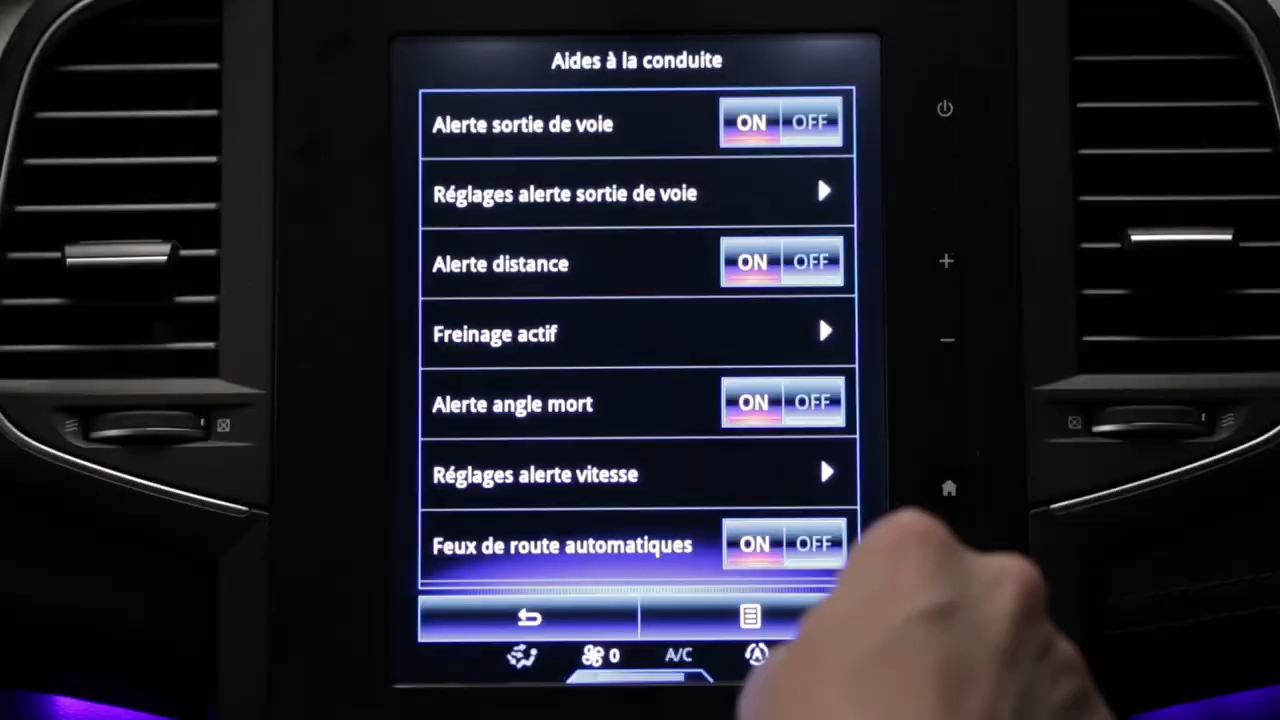 Aides à la conduite
Alerte sortie de voie ON OFF
Réglages alerte sortie de voie
Alerte distance ON OFF
Freinage actif
Alerte angle mort ON OFF
Réglages alerte vitesse
Feux de route automatiques ON OFF
0 A/C A